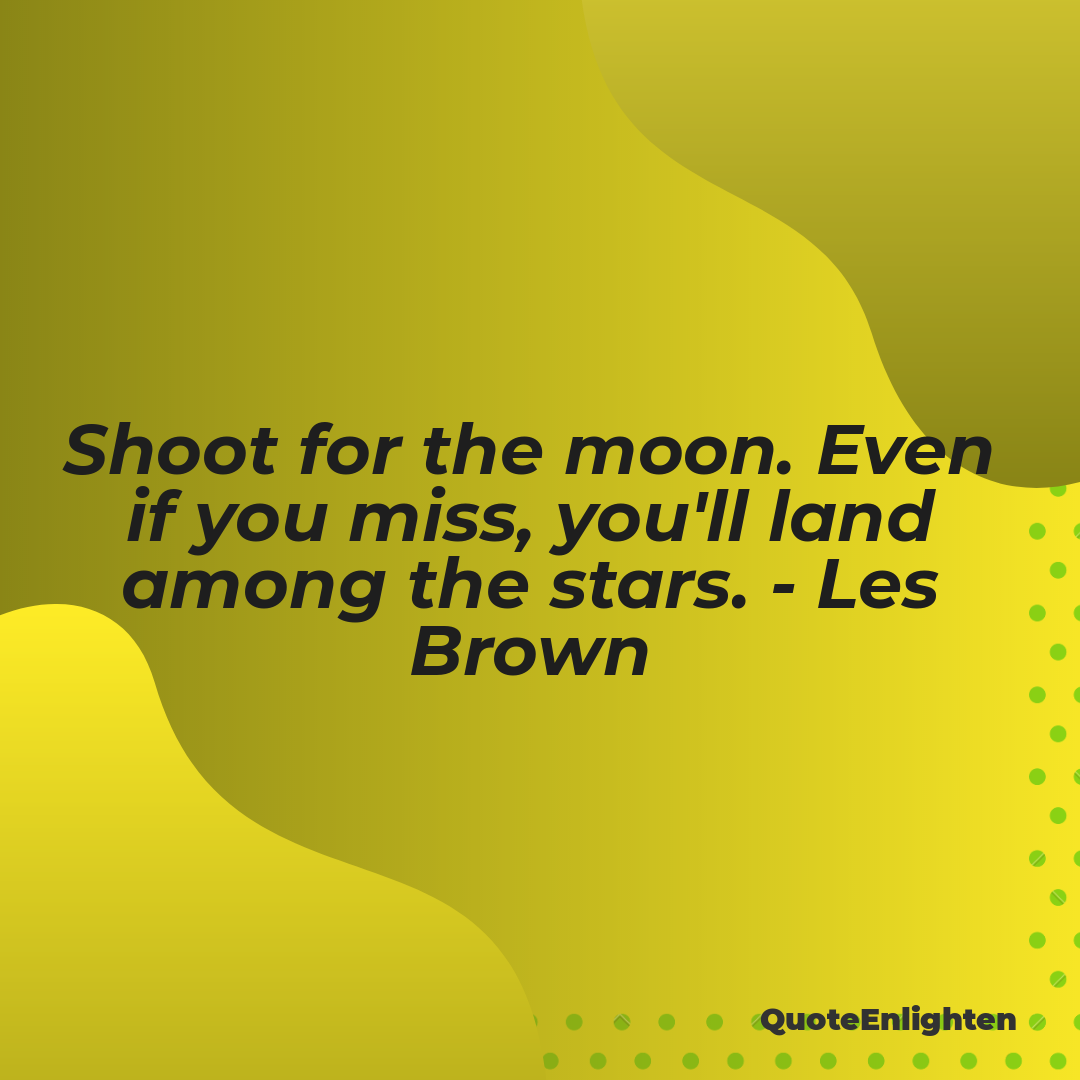 Shoot for the moon. Even
if you miss, you'll land
among the stars. - Les
Brown
QuoteEnlighten